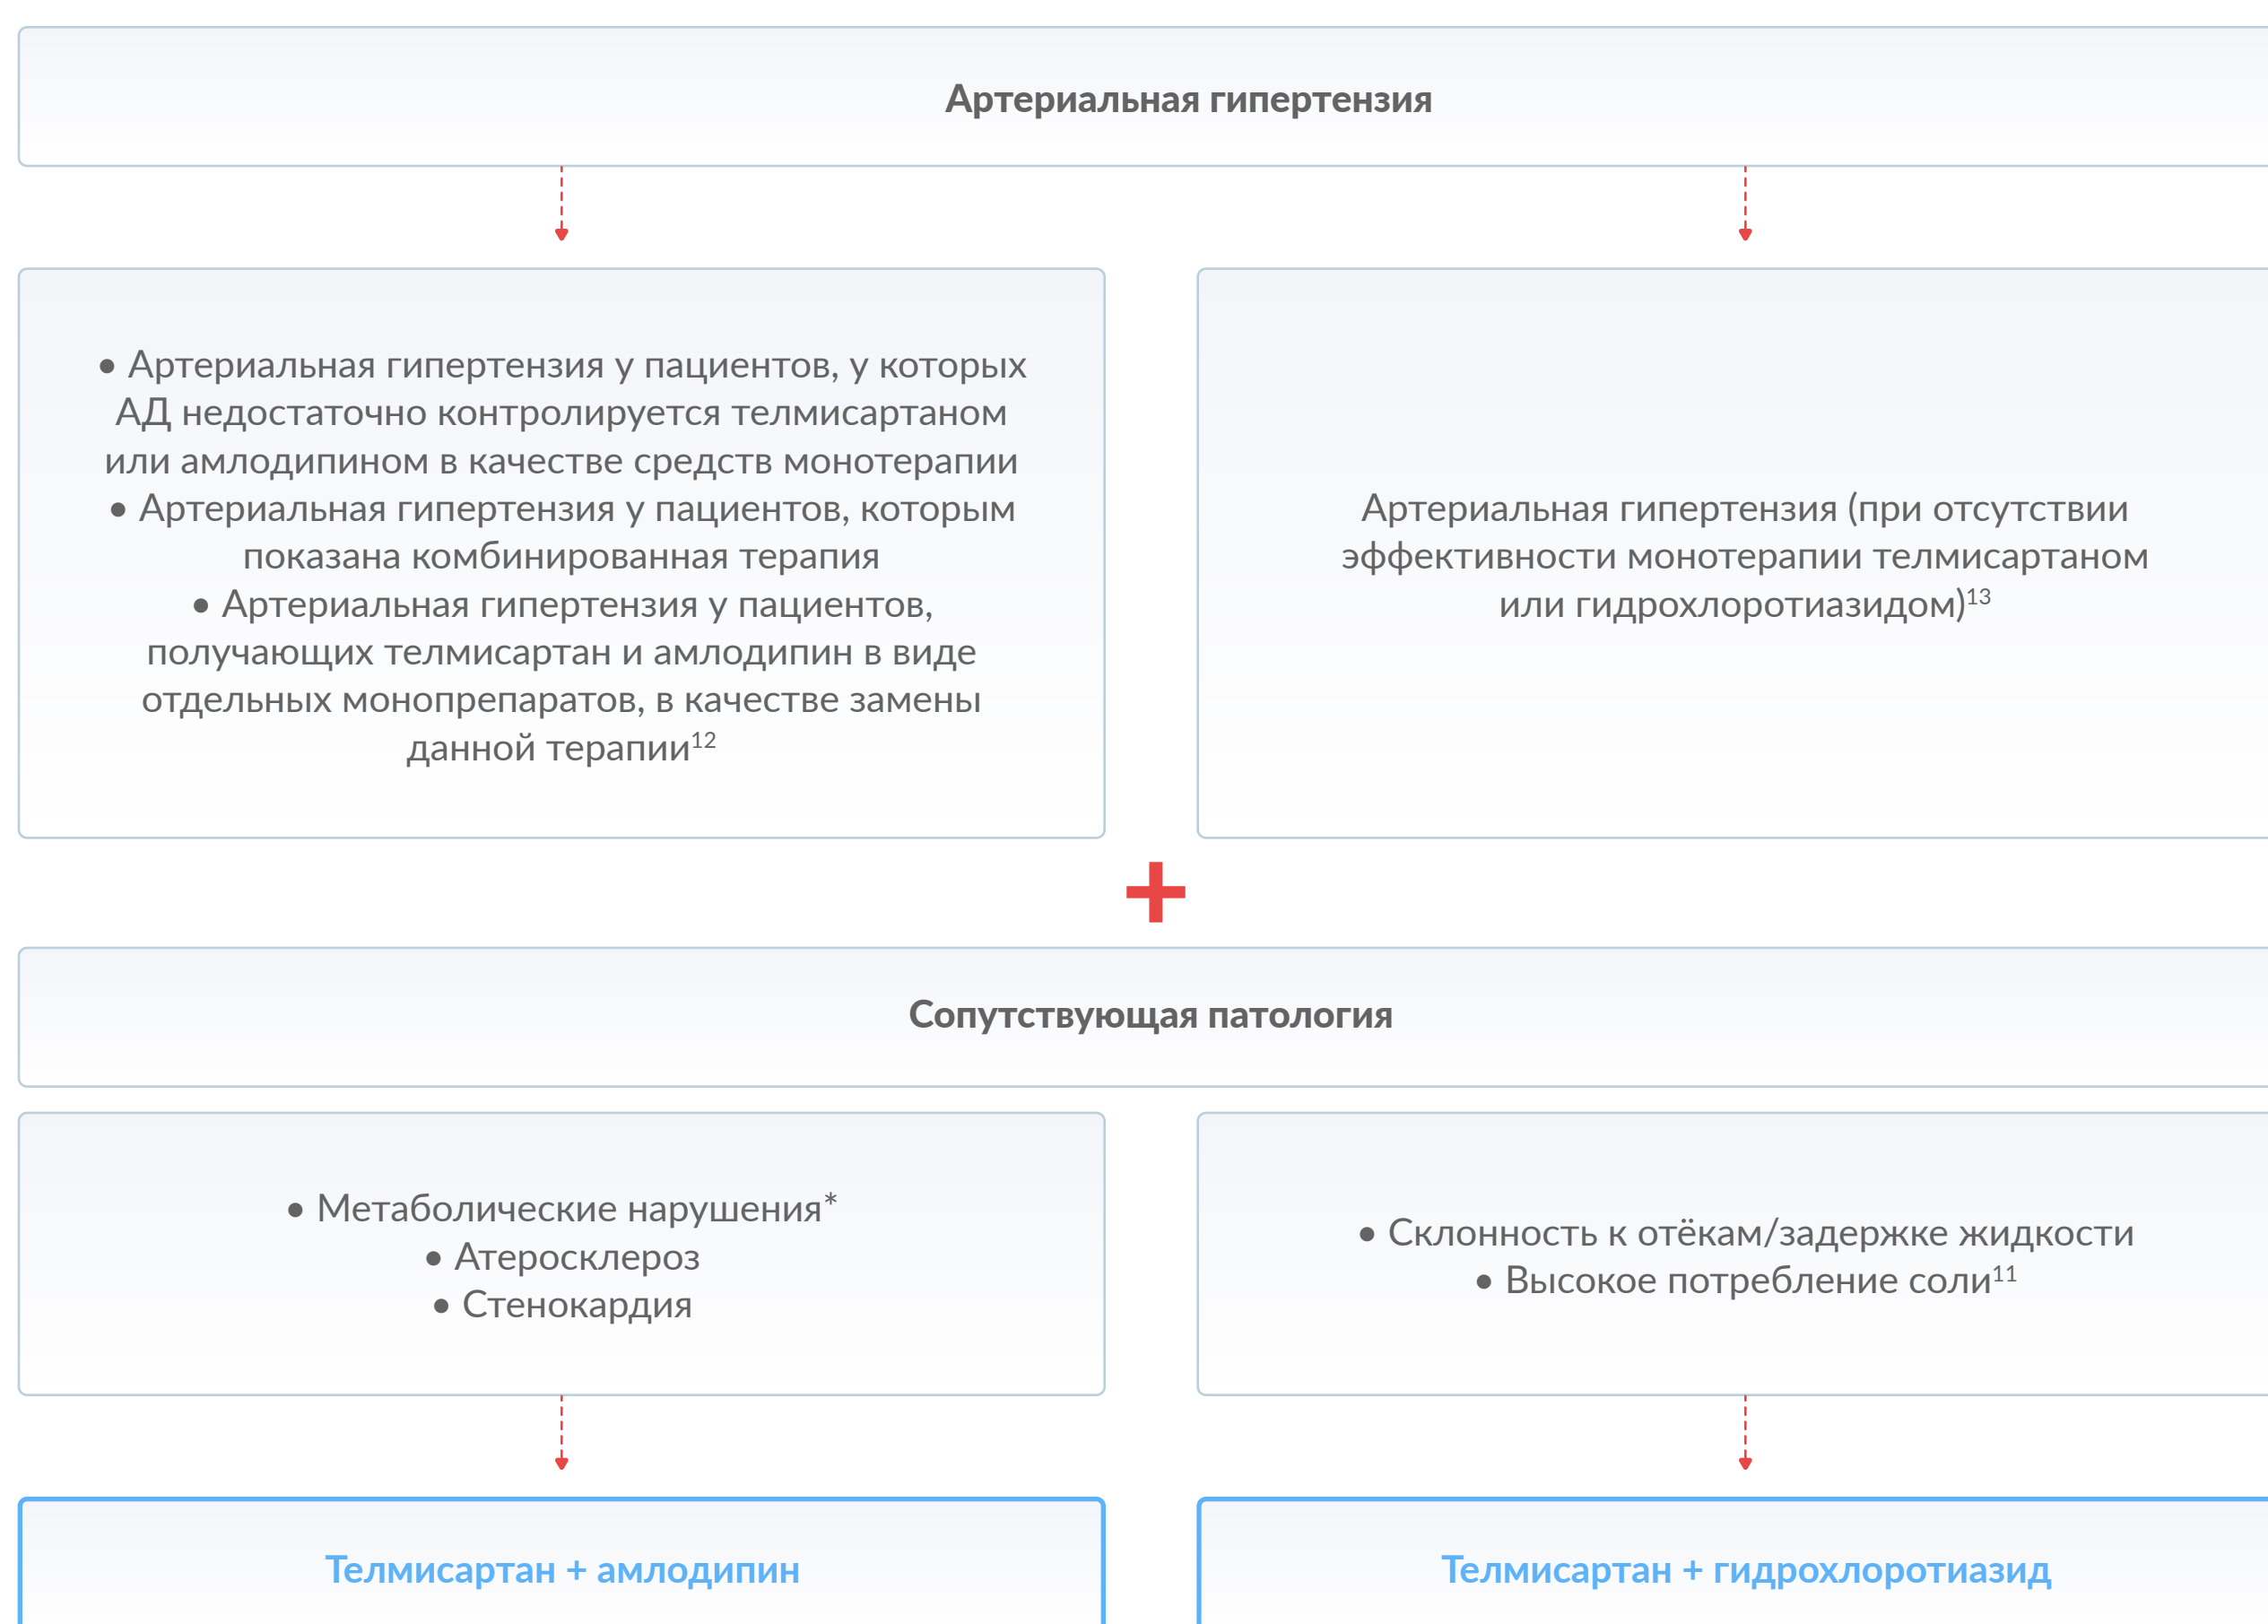 Артериальная гипертензия
• Артериальная гипертензия у пациентов, у которых
АД недостаточно контролируется телмисартаном
или амлодипином в качестве средств монотерапии
• Артериальная гипертензия у пациентов, которым
показана комбинированная терапия
• Артериальная гипертензия у пациентов,
получающих телмисартан и амлодипин в виде
отдельных монопрепаратов, в качестве замены
данной терапии¹²
Артериальная гипертензия (при отсутствии
эффективности монотерапии телмисартаном
или гидрохлоротиазидом)¹³
+
Сопутствующая патология
• Метаболические нарушения*
• Атеросклероз
• Стенокардия
• Склонность к отёкам/задержке жидкости
• Высокое потребление соли¹¹
Телмисартан + амлодипин
Телмисартан + гидрохлоротиазид